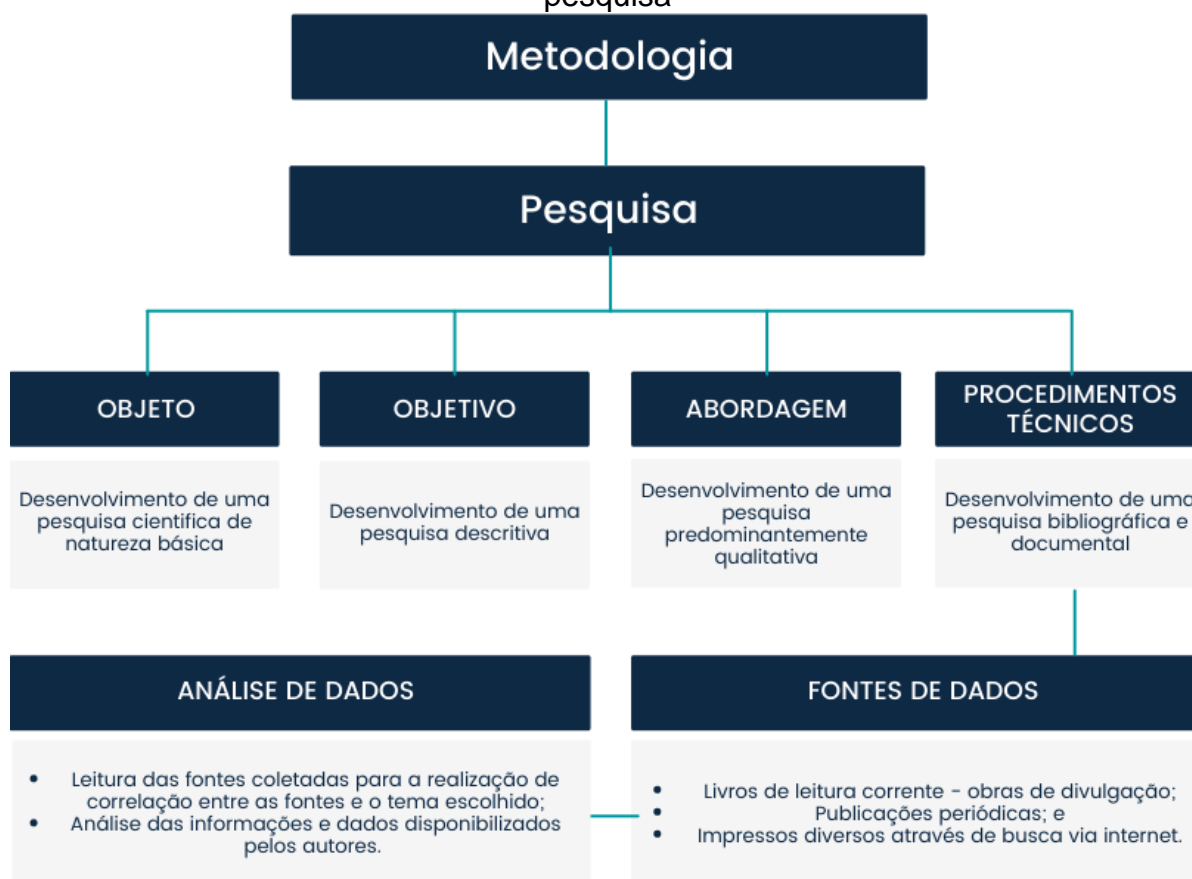 pesquisa
Metodologia
Pesquisa
OBJETO
Desenvolvimento de uma
pesquisa cientifica de
natureza básica
OBJETIVO
Desenvolvimento de uma
pesquisa descritiva
ABORDAGEM
Desenvolvimento de uma
pesquisa
predominantemente
qualitativa
PROCEDIMENTOS
TÉCNICOS
Desenvolvimento de uma
pesquisa bibliográfica e
documental
ANÁLISE DE DADOS
• Leitura das fontes coletadas para a realização de
correlação entre as fontes e o tema escolhido;
• Análise das informações e dados disponibilizados
pelos autores.
FONTES DE DADOS
• Livros de leitura corrente - obras de divulgação;
• Publicações periódicas; e
• Impressos diversos através de busca via internet.